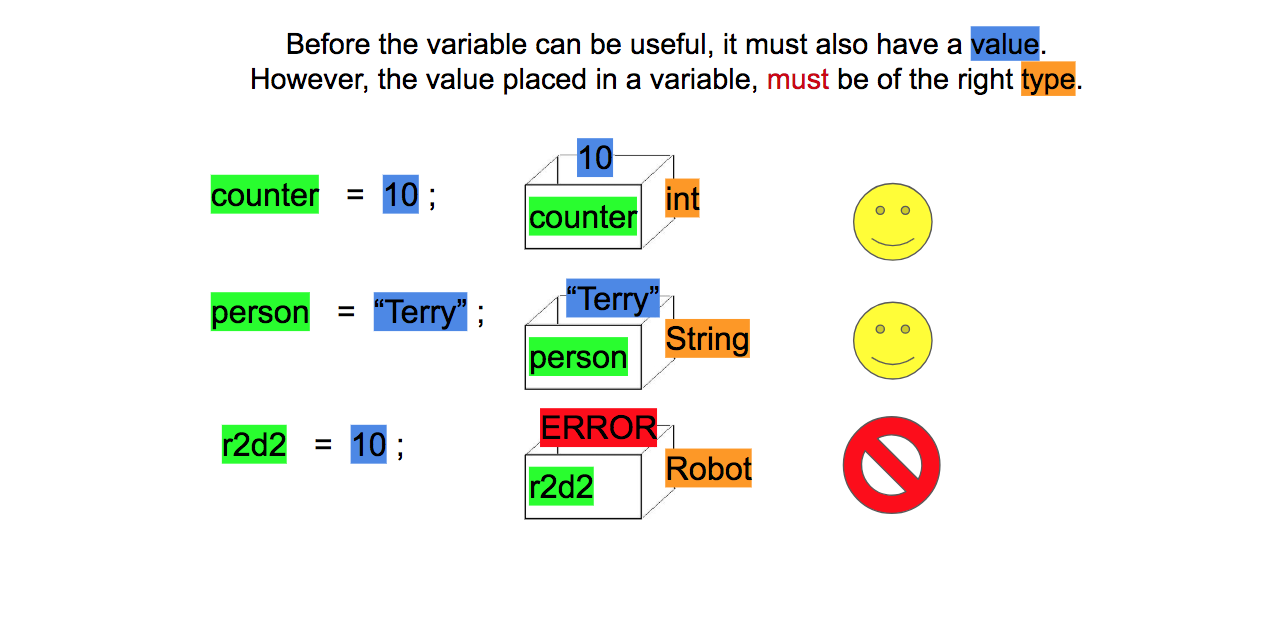 Before the variable can be useful, it must also have a value.
However, the value placed in a variable, must be of the right type.
counter = 10 ;
10
counter
int
person = “Terry” ;
“Terry”
person
String
r2d2 = 10 ;
ERROR
r2d2
Robot